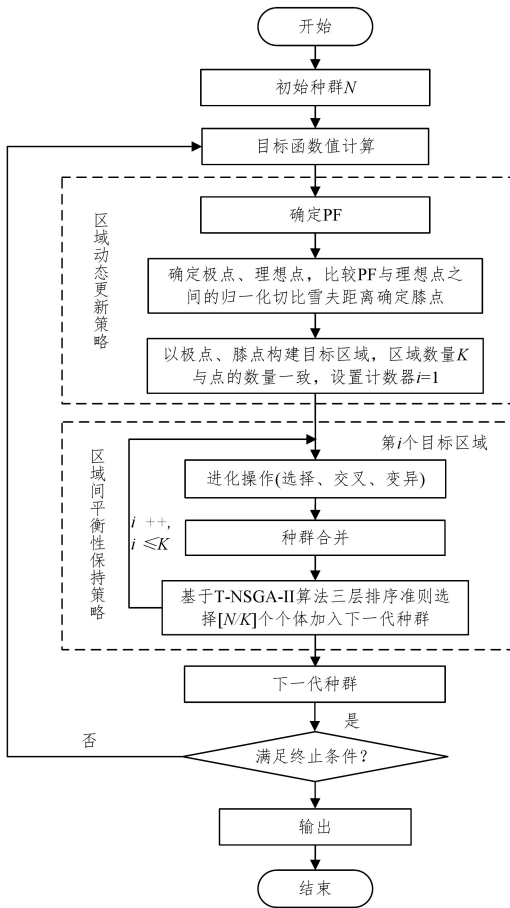 开始
初始种群N
目标函数值计算
区域动态更新策略
确定PF
确定极点、理想点，比较PF与理想点之
间的归一化切比雪夫距离确定膝点
以极点、膝点构建目标区域，区域数量K
与点的数量一致，设置计数器i=1
区域间平衡性保持策略
第i个目标区域
进化操作(选择、交叉、变异)
i ++,
i ≤K
种群合并
基于T-NSGA-II算法三层排序准则选
择[N/K]个个体加入下一代种群
下一代种群
是
否
满足终止条件？
输出
结束